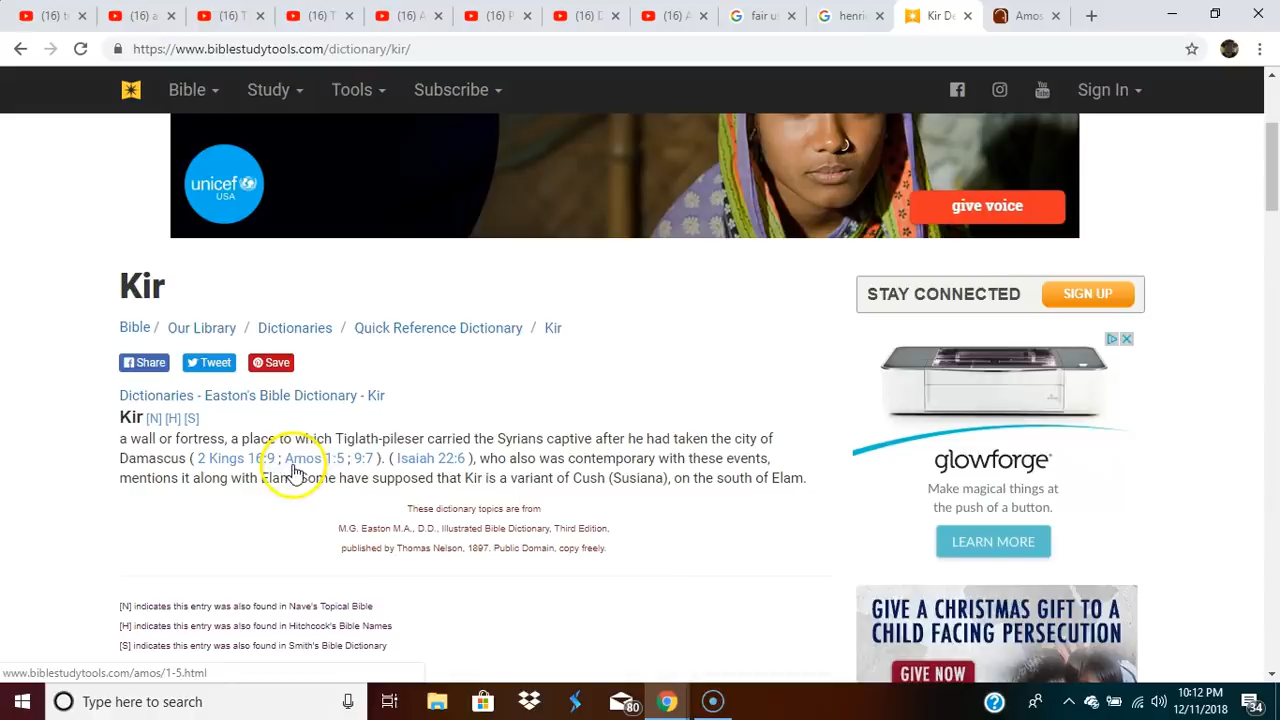 (16) t
(16) a
(16) T
(16) T
(16) A
(16) P
(16) D
(16) A
fair u
henri
Kir De
Amos
https://www.biblestudytools.com/dictionary/kir/
Bible Study Tools Subscribe Sign In
unicef
USA
give voice
Kir
STAY CONNECTED SIGN UP
Bible / Our Library / Dictionaries / Quick Reference Dictionary / Kir
Share Tweet Save
Dictionaries - Easton's Bible Dictionary - Kir
Kir [N] [H] [S]
a wall or fortress, a place to which Tiglath-pileser carried the Syrians captive after he had taken the city of
Damascus ( 2 Kings 16:9 ; Amos 1:5 ; 9:7 ). ( Isaiah 22:6 ), who also was contemporary with these events,
mentions it along with Elam. Some have supposed that Kir is a variant of Cush (Susiana), on the south of Elam.
These dictionary topics are from
M.G. Easton M.A., D.D., Illustrated Bible Dictionary, Third Edition,
published by Thomas Nelson, 1897. Public Domain, copy freely.
[N] indicates this entry was also found in Nave's Topical Bible
[H] indicates this entry was also found in Hitchcock's Bible Names
[S] indicates this entry was also found in Smith's Bible Dictionary
glowforge
Make magical things at
the push of a button.
LEARN MORE
GIVE A CHRISTMAS GIFT TO A
CHILD FACING PERSECUTION
GIVE NOW
www.biblestudytools.com/amos/1-5.html
Type here to search
80
10:12 PM
12/11/2018
34